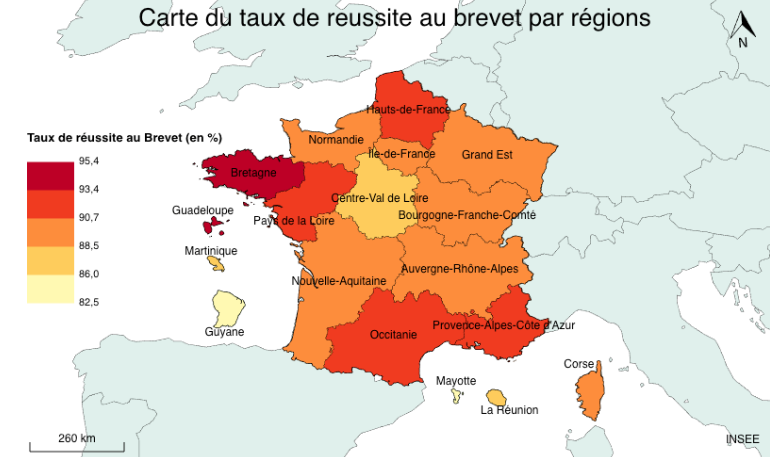 Carte du taux de reussite au brevet par régions
N
Hauts-de-France
Taux de réussite au Brevet (en %)
Normandie
Île-de-France
Grand Est
95,4
Bretagne
93,4
Centre-Val de Loire
Guadeloupe
Pays de la Loire
Bourgogne-Franche-Comté
90,7
88,5
Martinique
Auvergne-Rhône-Alpes
86,0
Nouvelle-Aquitaine
82,5
Guyane
Occitanie
Provence-Alpes-Côte d'Azur
Corse
Mayotte
La Réunion
260 km
INSEE